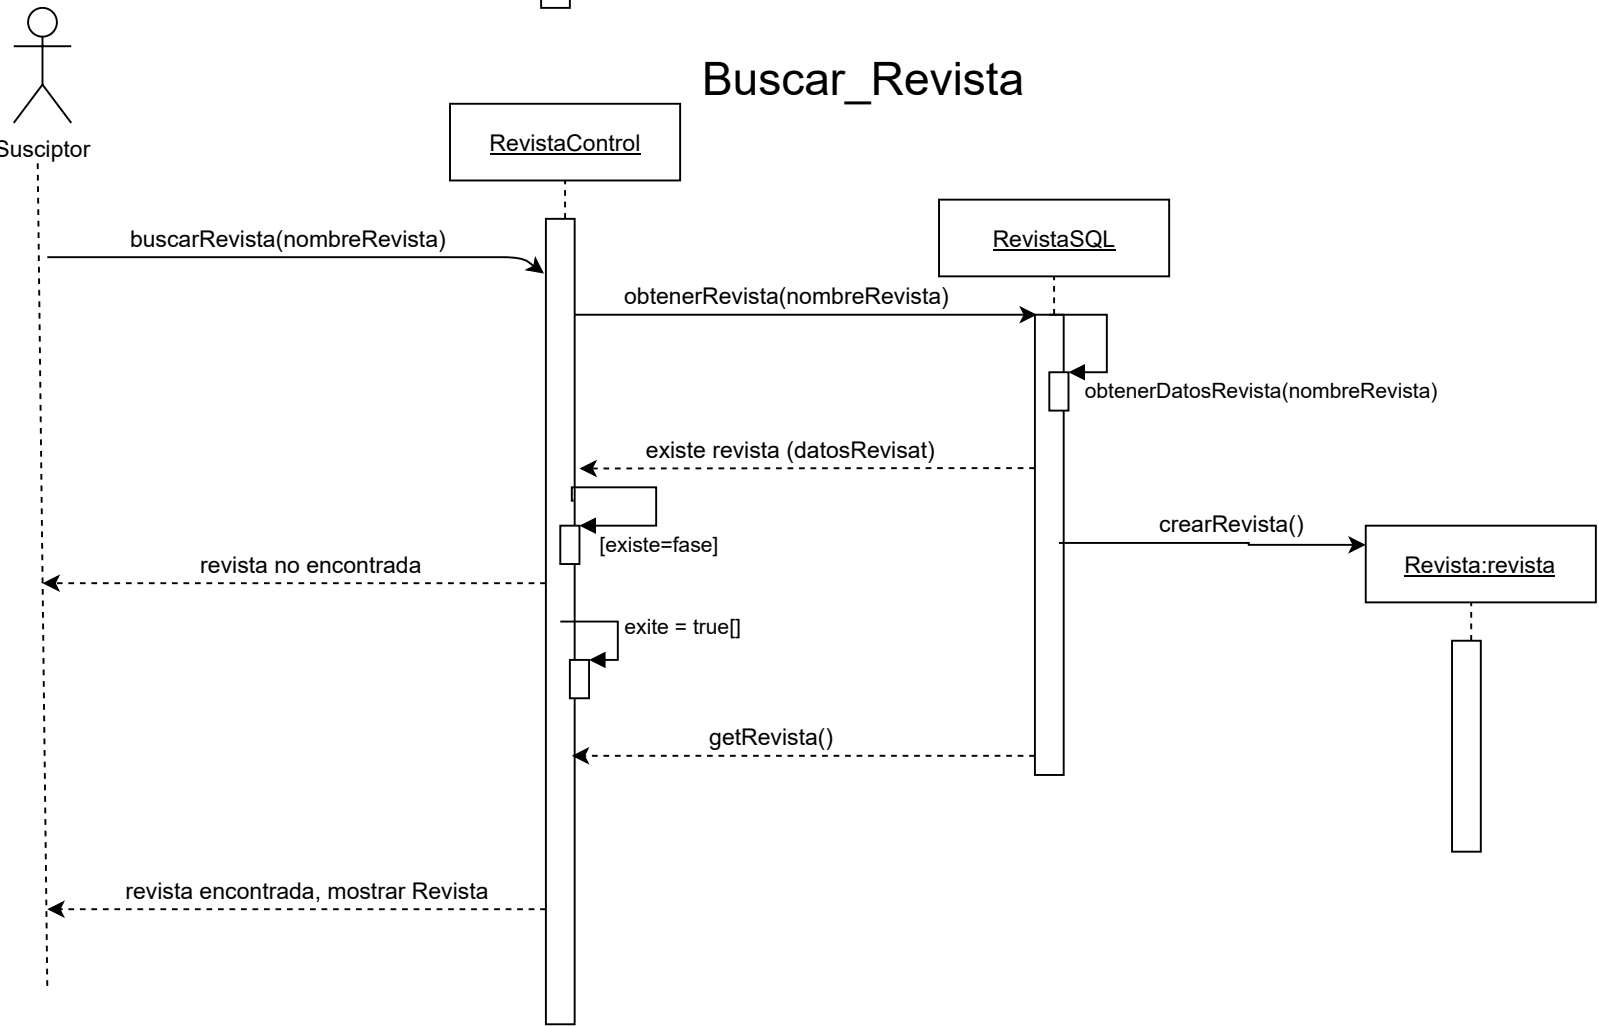 Buscar_Revista
Susciptor
RevistaControl
RevistaSQL
buscarRevista(nombreRevista)
obtenerRevista(nombreRevista)
obtenerDatosRevista(nombreRevista)
existe revista (datosRevisat)
crearRevista()
[existe=fase]
Revista:revista
revista no encontrada
exite = true[]
getRevista()
revista encontrada, mostrar Revista